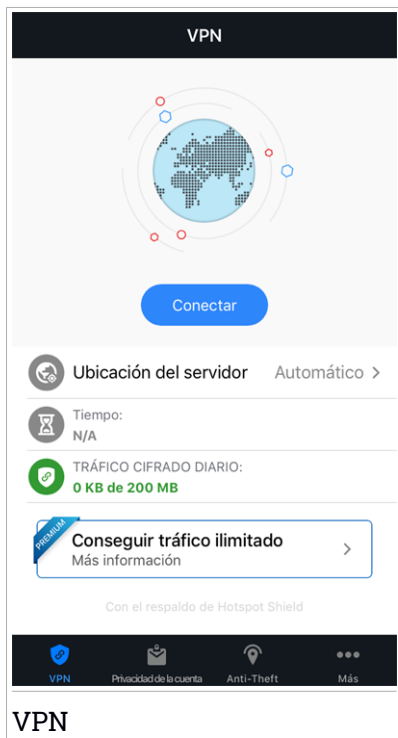 VPN
Conectar
Ubicación del servidor Automático >
Tiempo:
N/A
TRÁFICO CIFRADO DIARIO:
0 KB de 200 MB
PREMIUM
Conseguir tráfico ilimitado
Más información
Con el respaldo de Hotspot Shield
VPN Privacidad de la cuenta Anti-Theft Más
VPN